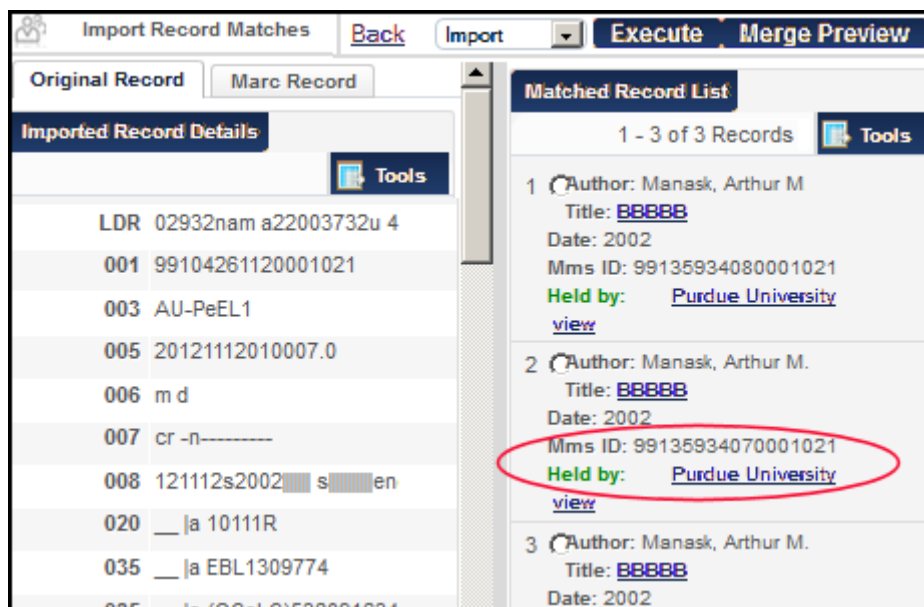 Import Record Matches Back Import Execute Merge Preview
Original Record Marc Record
Imported Record Details
Tools
LDR 02932nam a22003732u 4
001 991042611200001021
003 AU-PeEL1
005 20121112010007.0
006 m d
007 cr -n---------
008 121112s2002 s en
020 __ |a 10111R
035 __ |a EBL1309774
Matched Record List
1 - 3 of 3 Records Tools
1 Author: Manask, Arthur M
Title: BBBBB
Date: 2002
Mms ID: 99135934080001021
Held by: Purdue University
view
2 Author: Manask, Arthur M.
Title: BBBBB
Date: 2002
Mms ID: 99135934070001021
Held by: Purdue University
view
3 Author: Manask, Arthur M.
Title: BBBBB
Date: 2002